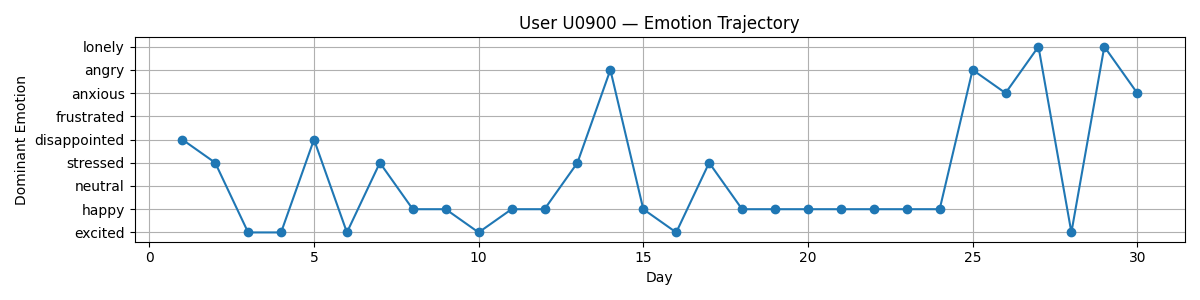 User U0900 — Emotion Trajectory
Dominant Emotion
lonely
angry
anxious
frustrated
disappointed
stressed
neutral
happy
excited
0 5 10 15 20 25 30
Day